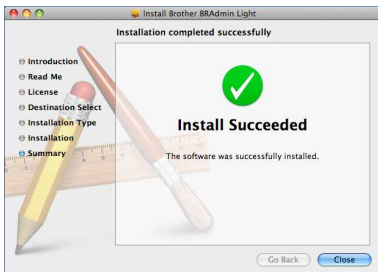 Install Brother BRAdmin Light
Installation completed successfully
Introduction
Read Me
License
Destination Select
Installation Type
Installation
Summary
Install Succeeded
The software was successfully installed.
Go Back
Close